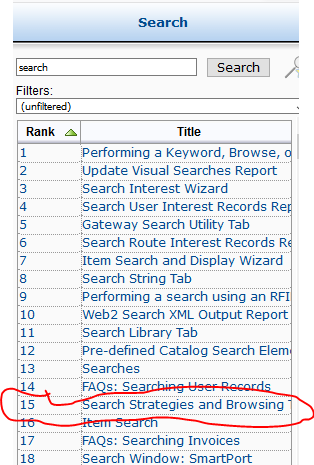 Search
search Search
Filters:
(unfiltered)
Rank Title
1 Performing a Keyword, Browse, o
2 Update Visual Searches Report
3 Search Interest Wizard
4 Search User Interest Records Rep
5 Gateway Search Utility Tab
6 Search Route Interest Records Re
7 Item Search and Display Wizard
8 Search String Tab
9 Performing a search using an RFI
10 Web2 Search XML Output Report
11 Search Library Tab
12 Pre-defined Catalog Search Eleme
13 Searches
14 FAQs: Searching User Records
15 Search Strategies and Browsing T
16 Item Search
17 FAQs: Searching Invoices
18 Search Window: SmartPort